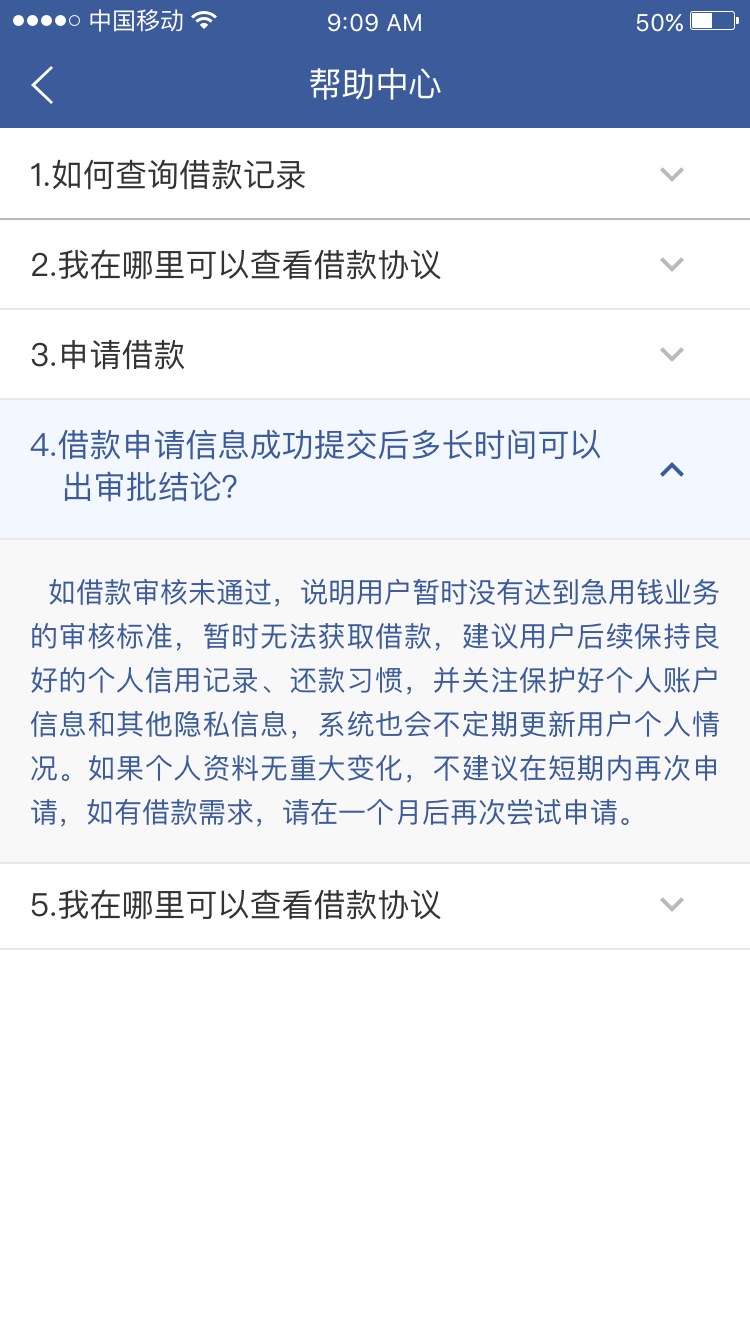 中国移动 9:09 AM 50%
帮助中心
1.如何查询借款记录
2.我在哪里可以查看借款协议
3.申请借款
4.借款申请信息成功提交后多长时间可以
出审批结论?
如借款审核未通过，说明用户暂时没有达到急用钱业务
的审核标准，暂时无法获取借款，建议用户后续保持良
好的个人信用记录、还款习惯，并关注保护好个人账户
信息和其他隐私信息，系统也会不定期更新用户个人情
况。如果个人资料无重大变化，不建议在短期内再次申
请，如有借款需求，请在一个月后再次尝试申请。
5.我在哪里可以查看借款协议